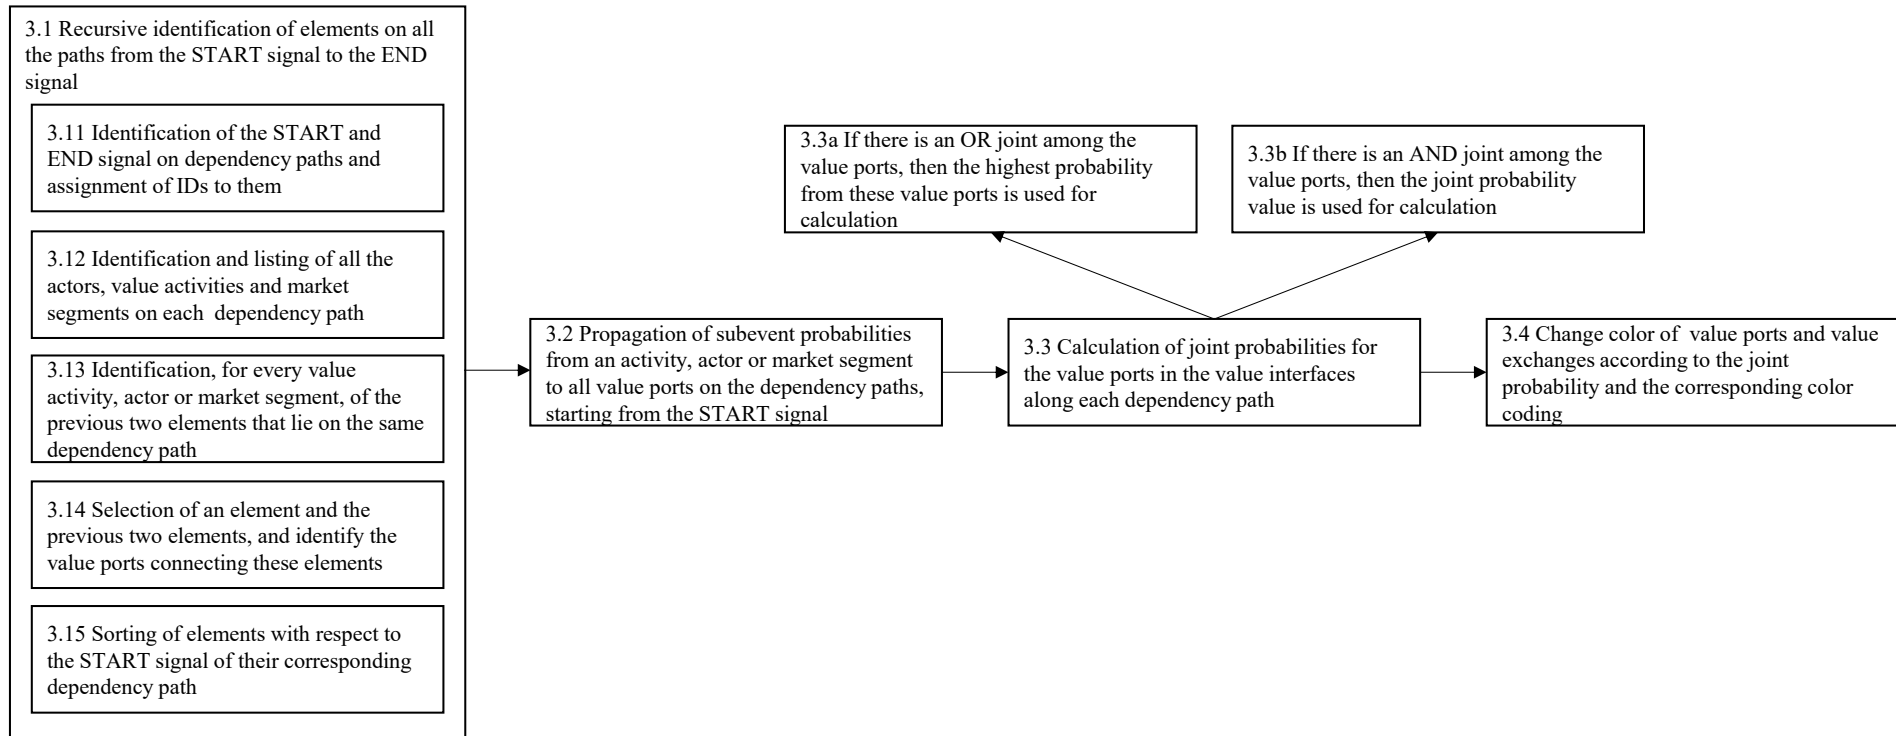 3.1 Recursive identification of elements on all
the paths from the START signal to the END
signal
3.11 Identification of the START and
END signal on dependency paths and
assignment of IDs to them
3.12 Identification and listing of all the
actors, value activities and market
segments on each dependency path
3.13 Identification, for every value
activity, actor or market segment, of the
previous two elements that lie on the same
dependency path
3.14 Selection of an element and the
previous two elements, and identify the
value ports connecting these elements
3.15 Sorting of elements with respect to
the START signal of their corresponding
dependency path
3.2 Propagation of subevent probabilities
from an activity, actor or market segment
to all value ports on the dependency paths,
starting from the START signal
3.3a If there is an OR joint among the
value ports, then the highest probability
from these value ports is used for
calculation
3.3b If there is an AND joint among the
value ports, then the joint probability
value is used for calculation
3.3 Calculation of joint probabilities for
the value ports in the value interfaces
along each dependency path
3.4 Change color of value ports and value
exchanges according to the joint
probability and the corresponding color
coding